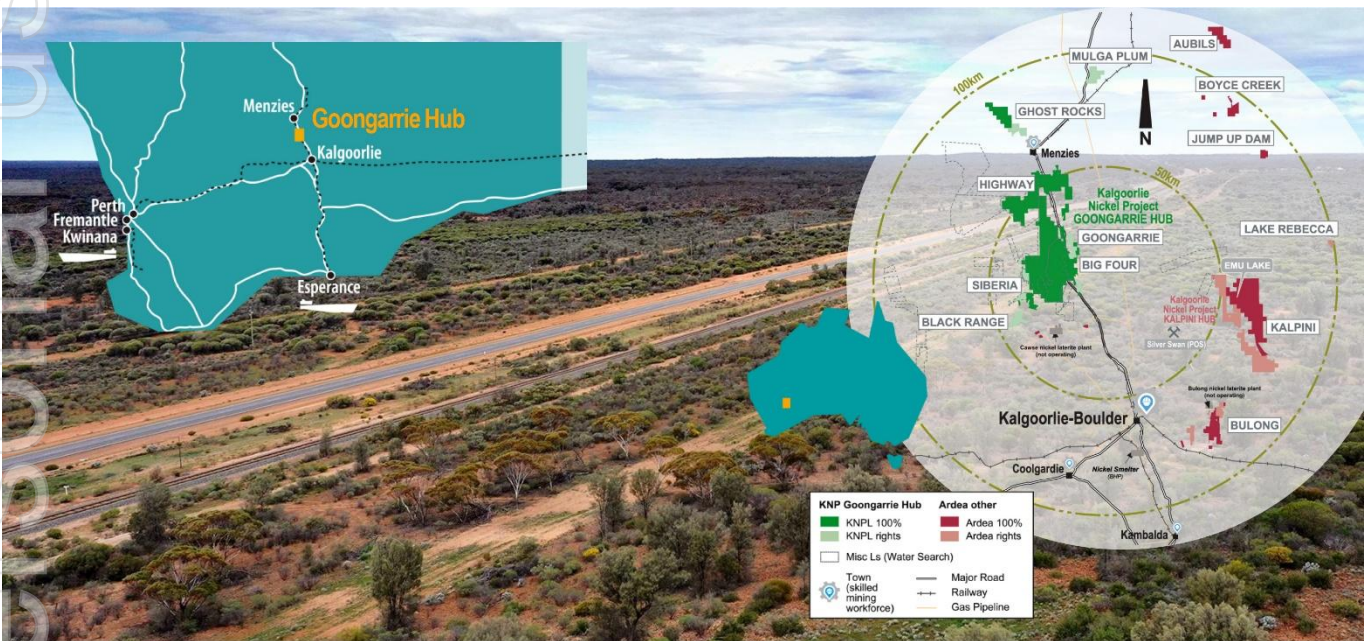 Menzies
Goongarrie Hub
Kalgoorlie
Perth
Fremantle
Kwinana
Esperance
AUBILS
MULGA PLUM
100km
BOYCE CREEK
GHOST ROCKS
N
JUMP UP DAM
Menzies
HIGHWAY
50km
Kalgoorlie
Nickel Project
GOONGARRIE HUB
GOONGARRIE
LAKE REBECCA
BIG FOUR
EMU LAKE
SIBERIA
Kalgoorlie
Nickel Project
KALPINI HUB
KALPINI
BLACK RANGE
Silver Swan (POS)
Cawse nickel laterite plant
(not operating)
Bulong nickel laterite plant
(not operating)
Kalgoorlie-Boulder
BULONG
Coolgardie
Nickel Smelter
(BHP)
Kambalda
KNP Goongarrie Hub
KNPL 100%
KNPL rights
Ardea other
Ardea 100%
Ardea rights
Misc Ls (Water Search)
Town
(skilled
mining
workforce)
Major Road
Railway
Gas Pipeline